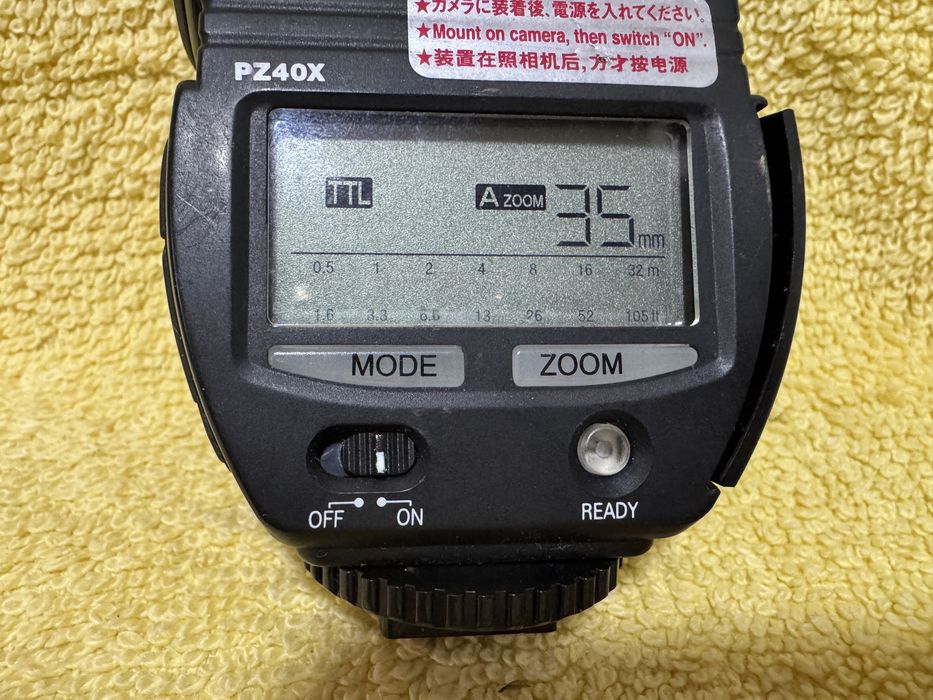 ★カメラに装着後、電源を入れてください。
★Mount on camera, then switch “ON”.
★装置在照相机后,方才按电源
PZ40X
TTL A ZOOM 35 mm
0.5 1 2 4 8 16 32 m
1.6 3.3 6.6 13 26 52 105 ft
MODE ZOOM
OFF ON READY